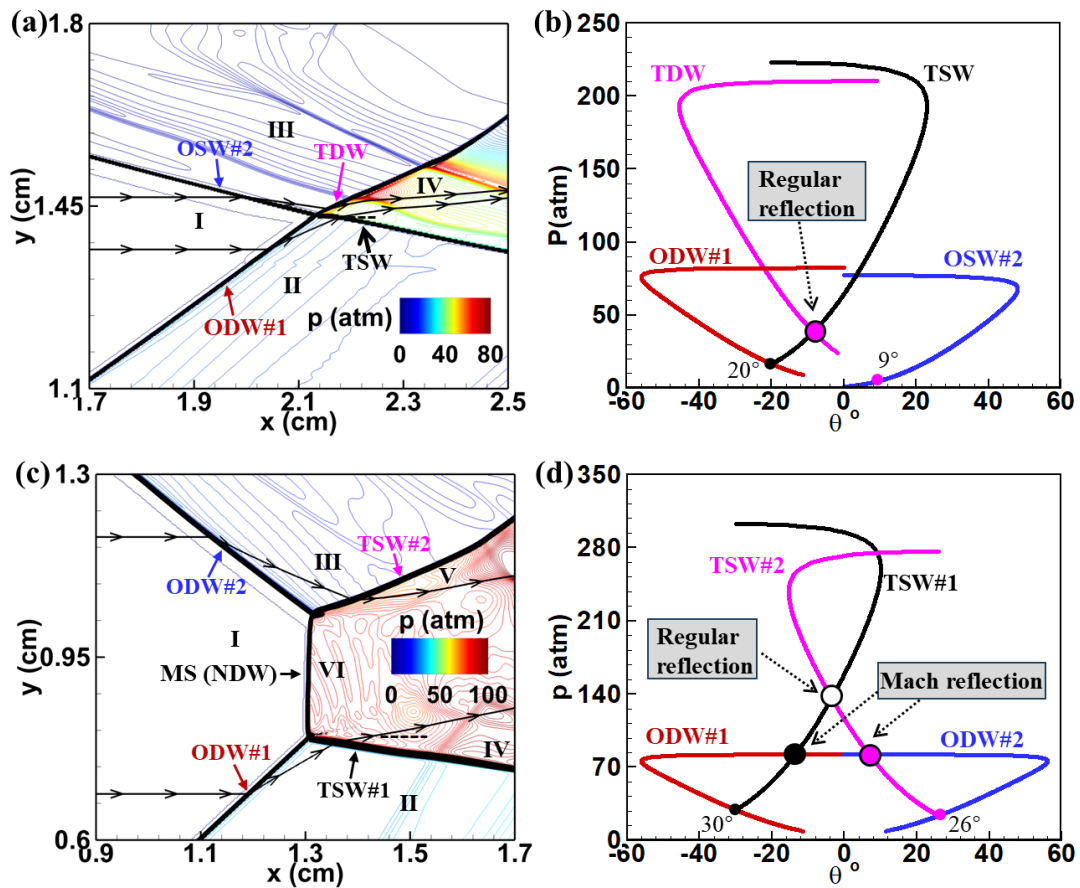 (a)
1.8
1.45
1.1
y (cm)
III
OSW#2
TDW
IV
I
TSW
II
ODW#1
p (atm)
0 40 80
1.7 1.9 2.1 2.3 2.5
x (cm)
(b)
250
200
150
100
50
0
P(atm)
TDW
TSW
Regular
reflection
ODW#1
OSW#2
20°
9°
-60 -40 -20 0 20 40 60
θ °
(c)
1.3
0.95
0.6
y (cm)
III
TSW#2
ODW#2
V
I
p (atm)
MS (NDW)
VI
0 50 100
ODW#1
IV
TSW#1
II
0.9 1.1 1.3 1.5 1.7
x (cm)
(d)
350
280
210
140
70
0
p (atm)
TSW#2
TSW#1
Regular
reflection
Mach reflection
ODW#1
ODW#2
30°
26°
-60 -40 -20 0 20 40 60
θ °